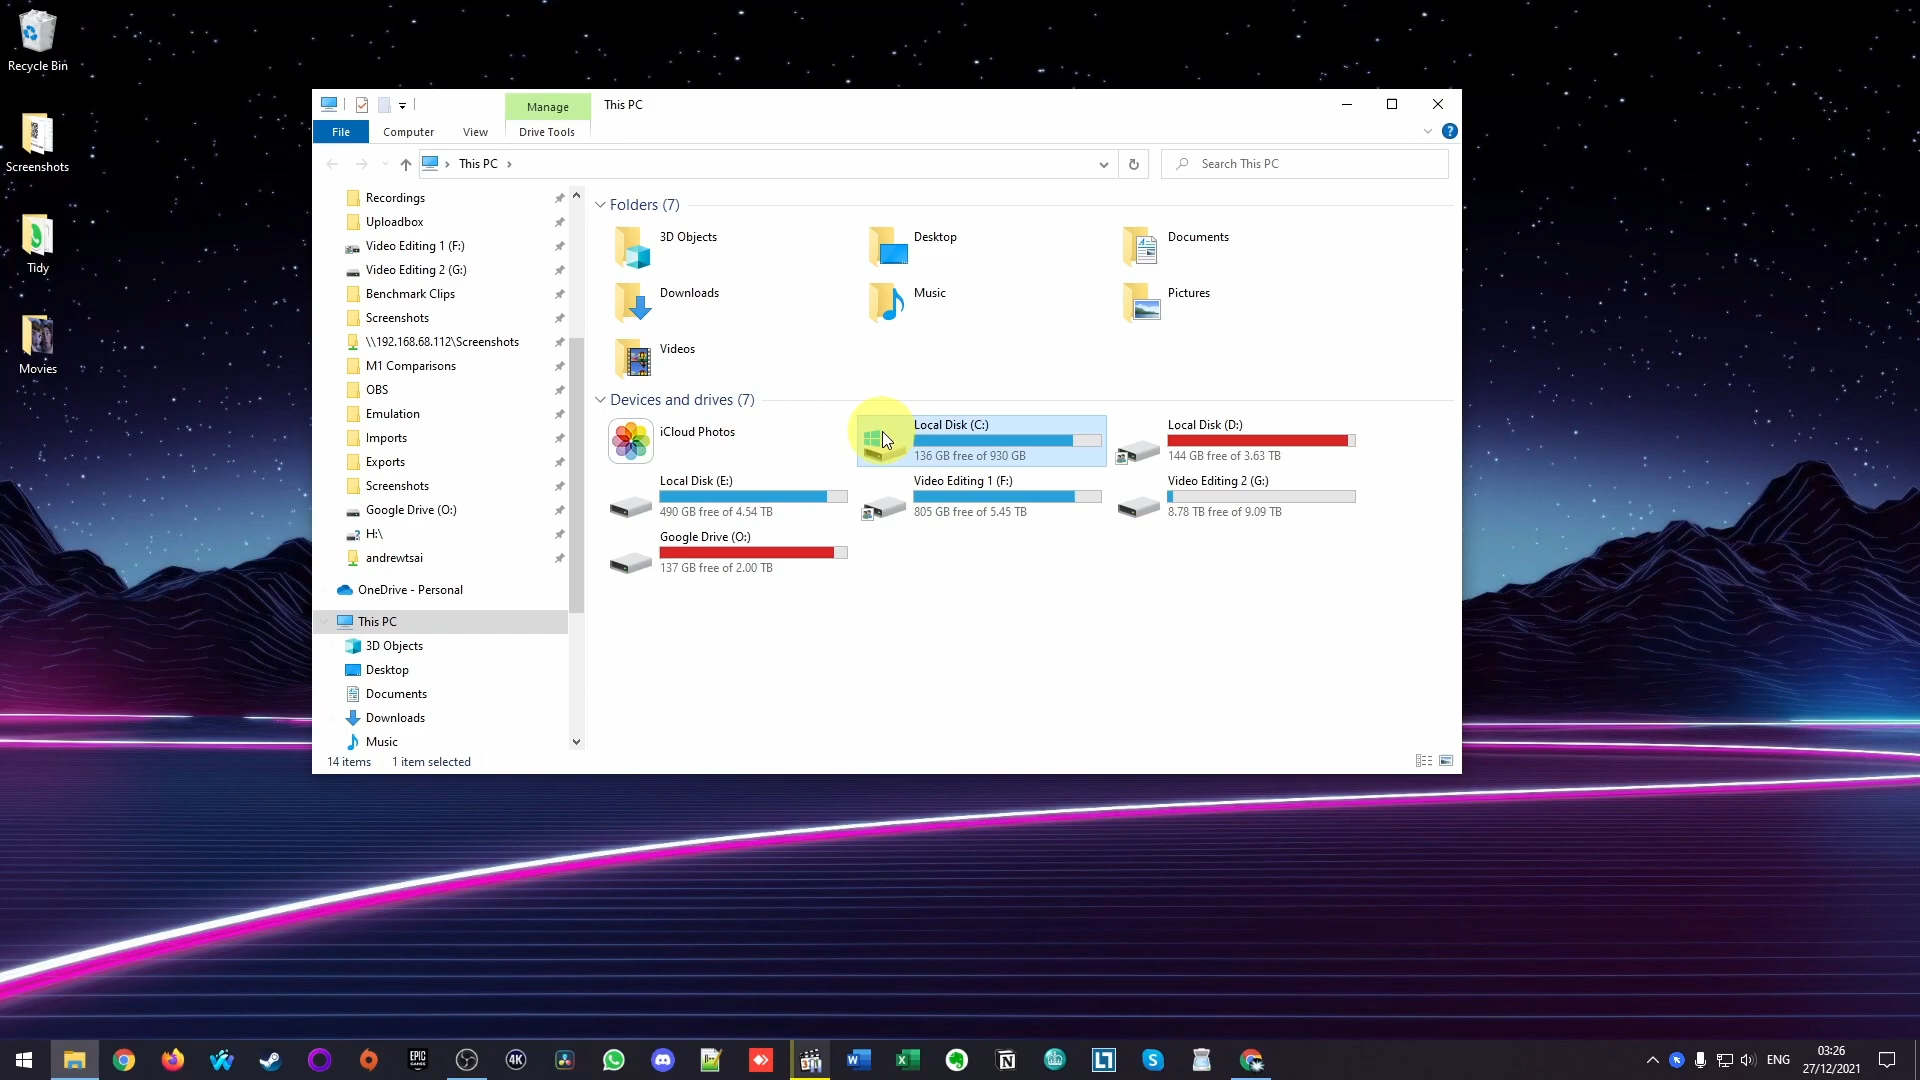 Recycle Bin
Screenshots
Tidy
Movies
Manage
This PC
File
Computer
View
Drive Tools
This PC
Search This PC
Recordings
Uploadbox
Video Editing 1 (F:)
Video Editing 2 (G:)
Benchmark Clips
Screenshots
\\192.168.68.112\Screenshots
M1 Comparisons
OBS
Emulation
Imports
Exports
Screenshots
Google Drive (O:)
H:\
andrewtsai
OneDrive - Personal
This PC
3D Objects
Desktop
Documents
Downloads
Music
Folders (7)
3D Objects
Desktop
Documents
Downloads
Music
Pictures
Videos
Devices and drives (7)
iCloud Photos
Local Disk (C:)
136 GB free of 930 GB
Local Disk (D:)
144 GB free of 3.63 TB
Local Disk (E:)
490 GB free of 4.54 TB
Video Editing 1 (F:)
805 GB free of 5.45 TB
Video Editing 2 (G:)
8.78 TB free of 9.09 TB
Google Drive (O:)
137 GB free of 2.00 TB
14 items
1 item selected
EPIC
GAMES
4K
ENG
03:26
27/12/2021